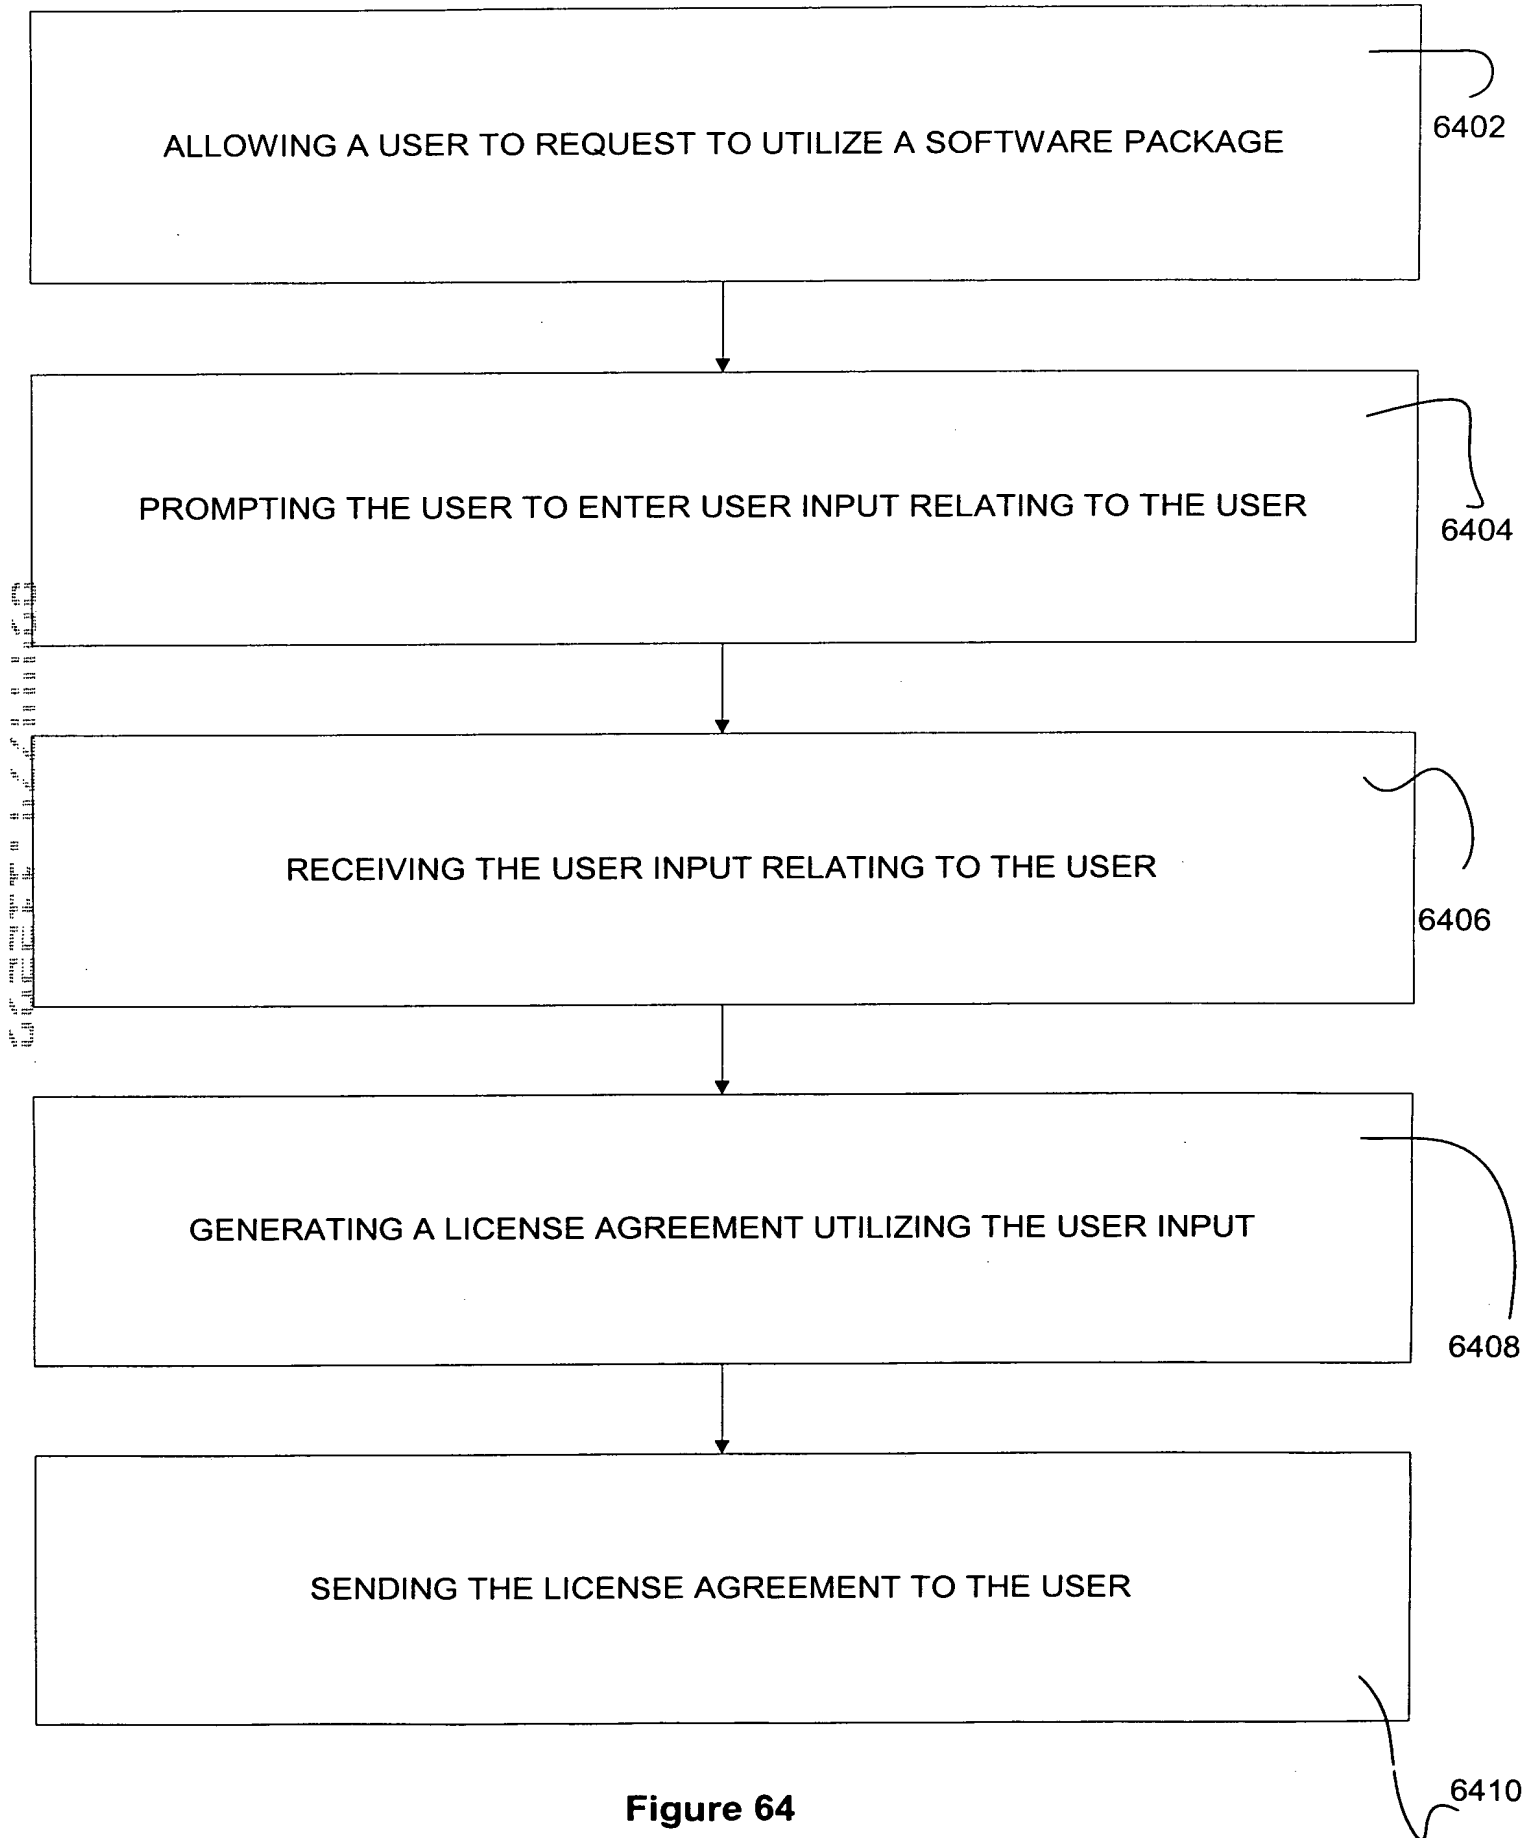 ALLOWING A USER TO REQUEST TO UTILIZE A SOFTWARE PACKAGE
6402
PROMPTING THE USER TO ENTER USER INPUT RELATING TO THE USER
6404
RECEIVING THE USER INPUT RELATING TO THE USER
6406
GENERATING A LICENSE AGREEMENT UTILIZING THE USER INPUT
6408
SENDING THE LICENSE AGREEMENT TO THE USER
6410
Figure 64